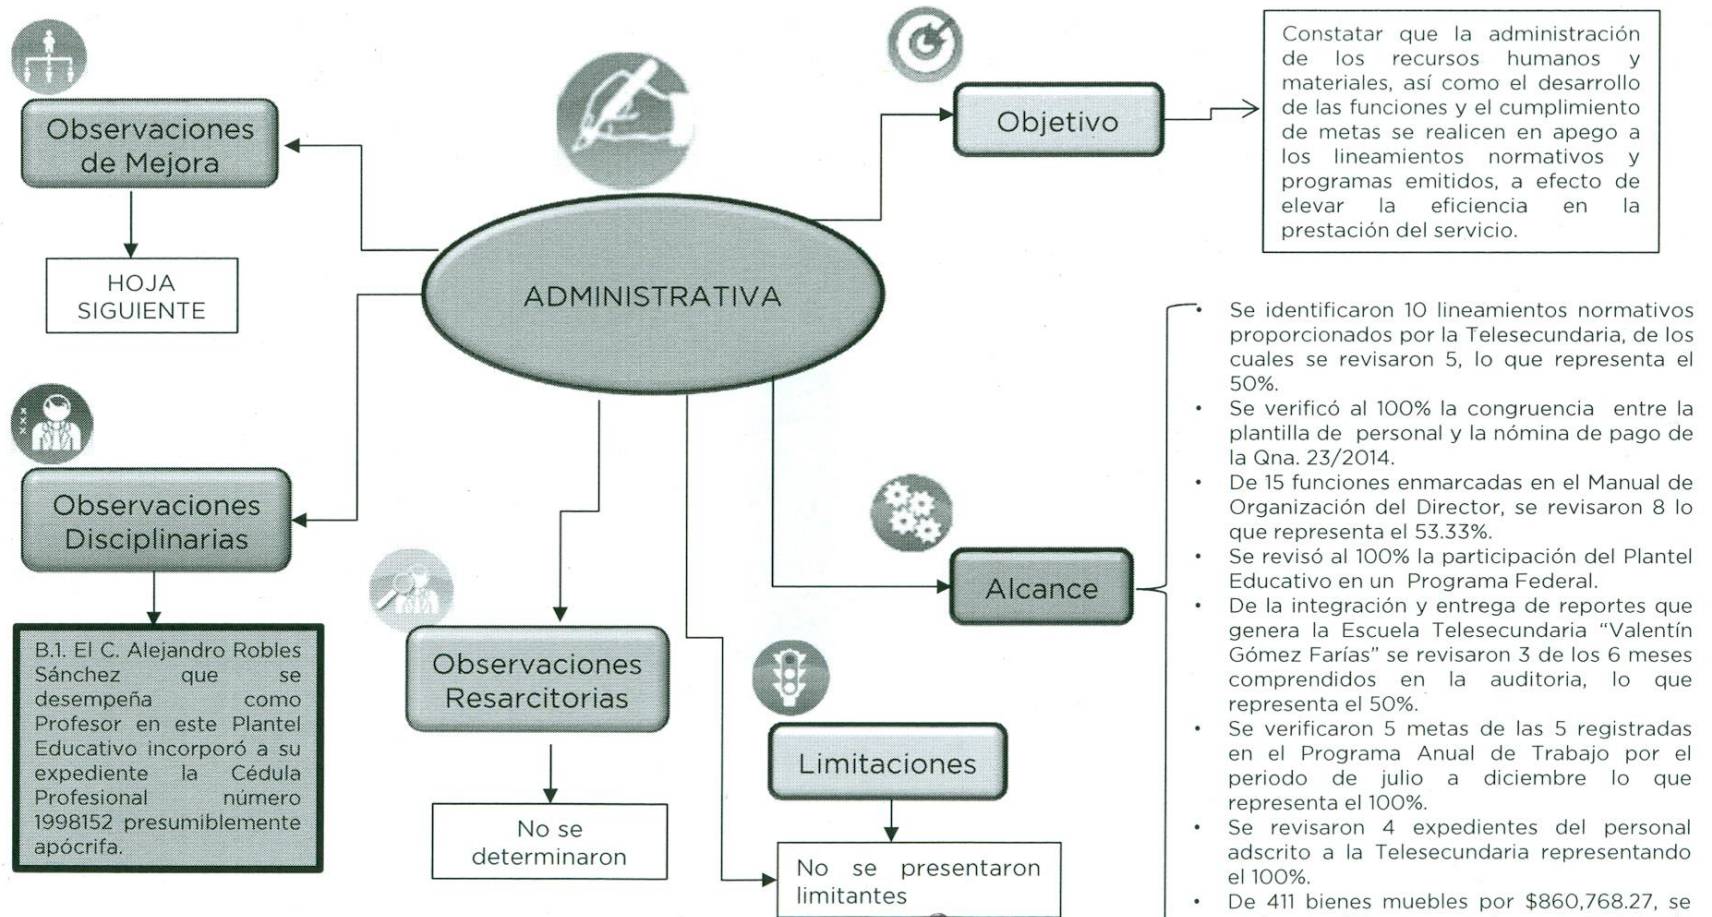 Observaciones
de Mejora
HOJA
SIGUIENTE
ADMINISTRATIVA
Objetivo
Constatar que la administración
de los recursos humanos y
materiales, así como el desarrollo
de las funciones y el cumplimiento
de metas se realicen en apego a
los lineamientos normativos y
programas emitidos, a efecto de
elevar la eficiencia en la
prestación del servicio.
Observaciones
Disciplinarias
B.1. El C. Alejandro Robles
Sánchez que se
desempeña como
Profesor en este Plantel
Educativo incorporó a su
expediente la Cédula
Profesional número
1998152 presumiblemente
apócrifa.
Observaciones
Resarcitorias
No se
determinaron
Limitaciones
No se presentaron
limitantes
Alcance
• Se identificaron 10 lineamientos normativos
proporcionados por la Telesecundaria, de los
cuales se revisaron 5, lo que representa el
50%.
• Se verificó al 100% la congruencia entre la
plantilla de personal y la nómina de pago de
la Qna. 23/2014.
• De 15 funciones enmarcadas en el Manual de
Organización del Director, se revisaron 8 lo
que representa el 53.33%.
• Se revisó al 100% la participación del Plantel
Educativo en un Programa Federal.
• De la integración y entrega de reportes que
genera la Escuela Telesecundaria “Valentín
Gómez Farías” se revisaron 3 de los 6 meses
comprendidos en la auditoria, lo que
representa el 50%.
• Se verificaron 5 metas de las 5 registradas
en el Programa Anual de Trabajo por el
periodo de julio a diciembre lo que
representa el 100%.
• Se revisaron 4 expedientes del personal
adscrito a la Telesecundaria representando
el 100%.
• De 411 bienes muebles por $860,768.27, se